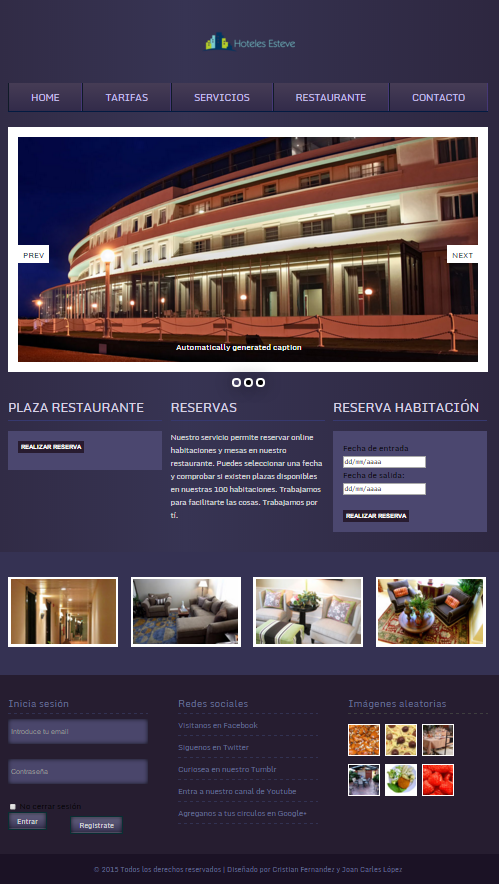 Hoteles Esteve
HOME TARIFAS SERVICIOS RESTAURANTE CONTACTO
PREV
NEXT
Automatically generated caption
PLAZA RESTAURANTE
REALIZAR RESERVA
RESERVAS
Nuestro servicio permite reservar online
habitaciones y mesas en nuestro
restaurante. Puedes seleccionar una fecha
y comprobar si existen plazas disponibles
en nuestras 100 habitaciones. Trabajamos
para facilitarte las cosas. Trabajamos por
tí.
RESERVA HABITACIÓN
Fecha de entrada
dd/mm/aaaa
Fecha de salida:
dd/mm/aaaa
REALIZAR RESERVA
Inicia sesión
Introduce tu email
Contraseña
No cerrar sesión
Entrar
Registrate
Redes sociales
Visitanos en Facebook
Siguenos en Twitter
Curiosea en nuestro Tumblr
Entra a nuestro canal de Youtube
Agreganos a tus circulos en Google+
Imágenes aleatorias
© 2015 Todos los derechos reservados | Diseñado por Cristian Fernandez y Joan Carles López